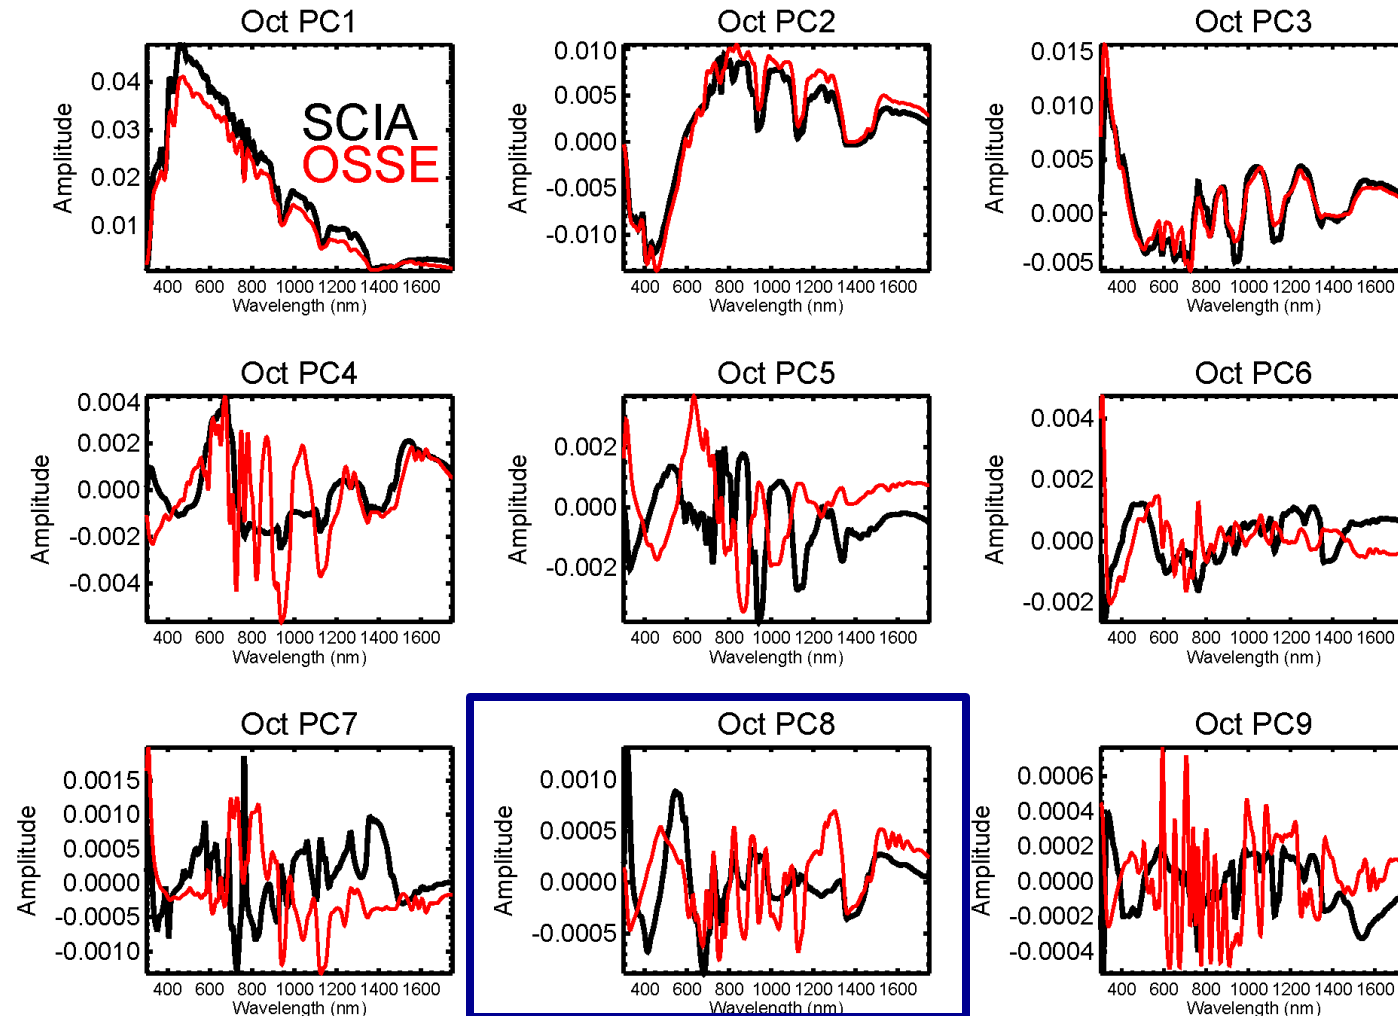 Oct PC1
Oct PC2
Oct PC3
0.04
0.03
0.02
0.01
Amplitude
SCIA
OSSE
400 600 800 1000 1200 1400 1600
Wavelength (nm)
0.010
0.005
0.000
-0.005
-0.010
Amplitude
400 600 800 1000 1200 1400 1600
Wavelength (nm)
0.015
0.010
0.005
0.000
-0.005
Amplitude
400 600 800 1000 1200 1400 1600
Wavelength (nm)
Oct PC4
Oct PC5
Oct PC6
0.004
0.002
0.000
-0.002
-0.004
Amplitude
400 600 800 1000 1200 1400 1600
Wavelength (nm)
0.002
0.000
-0.002
Amplitude
400 600 800 1000 1200 1400 1600
Wavelength (nm)
0.004
0.002
0.000
-0.002
Amplitude
400 600 800 1000 1200 1400 1600
Wavelength (nm)
Oct PC7
Oct PC8
Oct PC9
0.0015
0.0010
0.0005
0.0000
-0.0005
-0.0010
Amplitude
400 600 800 1000 1200 1400 1600
Wavelength (nm)
0.0010
0.0005
0.0000
-0.0005
Amplitude
400 600 800 1000 1200 1400 1600
Wavelength (nm)
0.0006
0.0004
0.0002
0.0000
-0.0002
-0.0004
Amplitude
400 600 800 1000 1200 1400 1600
Wavelength (nm)